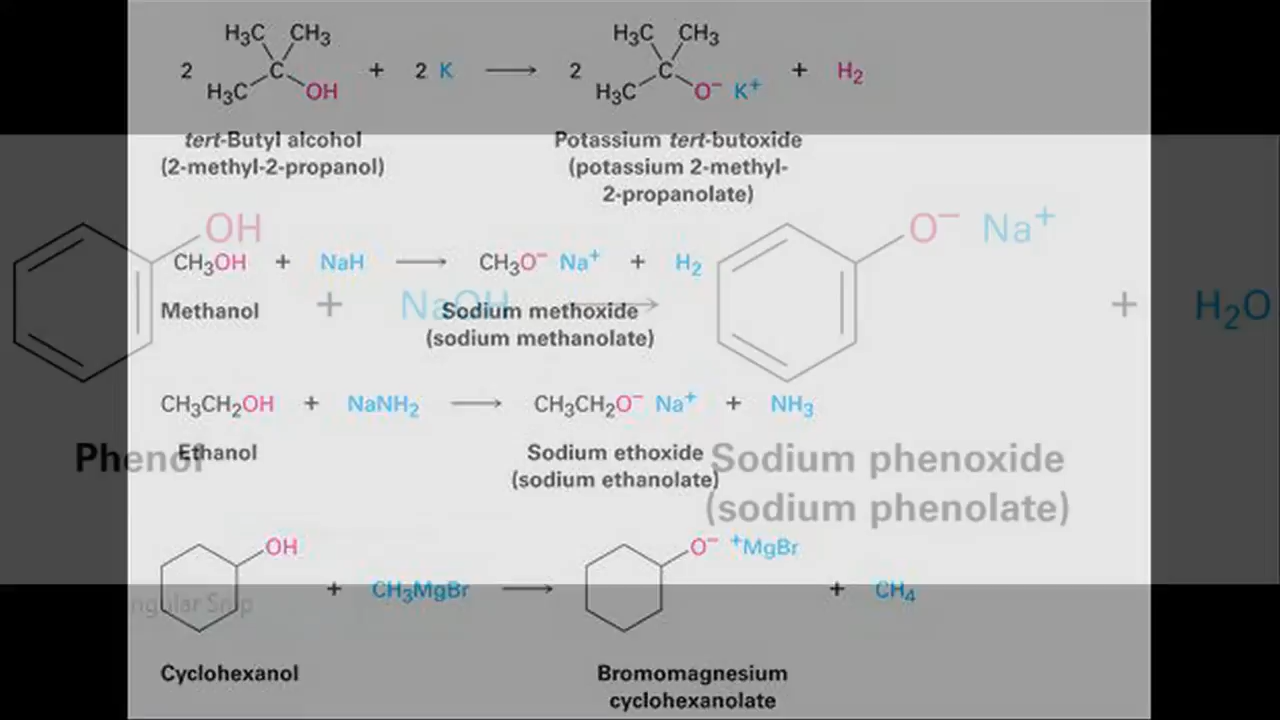 H₃C CH₃ H₃C CH₃
2 C + 2 K ⟶ 2 C + H₂
H₃C OH H₃C O⁻ K⁺
tert-Butyl alcohol Potassium tert-butoxide
(2-methyl-2-propanol) (potassium 2-methyl-
2-propanolate)
OH O⁻ Na⁺
CH₃OH + NaH ⟶ CH₃O⁻ Na⁺ + H₂
+ NaOH ⟶ + H₂O
Methanol Sodium methoxide
(sodium methanolate)
CH₃CH₂OH + NaNH₂ ⟶ CH₃CH₂O⁻ Na⁺ + NH₃
Phenol Sodium phenoxide
Ethanol Sodium ethoxide
(sodium ethanolate)
(sodium phenolate)
OH O⁻ ⁺MgBr
+ CH₃MgBr ⟶ + CH₄
Snip
Cyclohexanol Bromomagnesium
cyclohexanolate